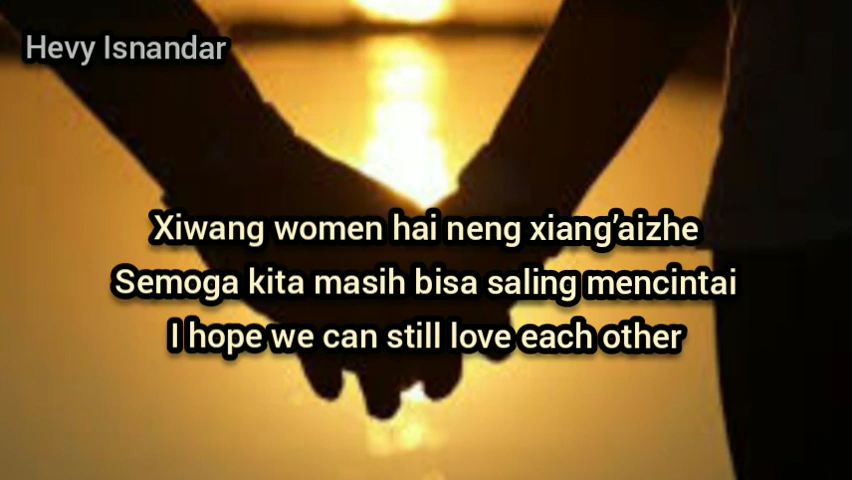 Hevy Isnandar
Xiwang women hai neng xiang’aizhe
Semoga kita masih bisa saling mencintai
I hope we can still love each other